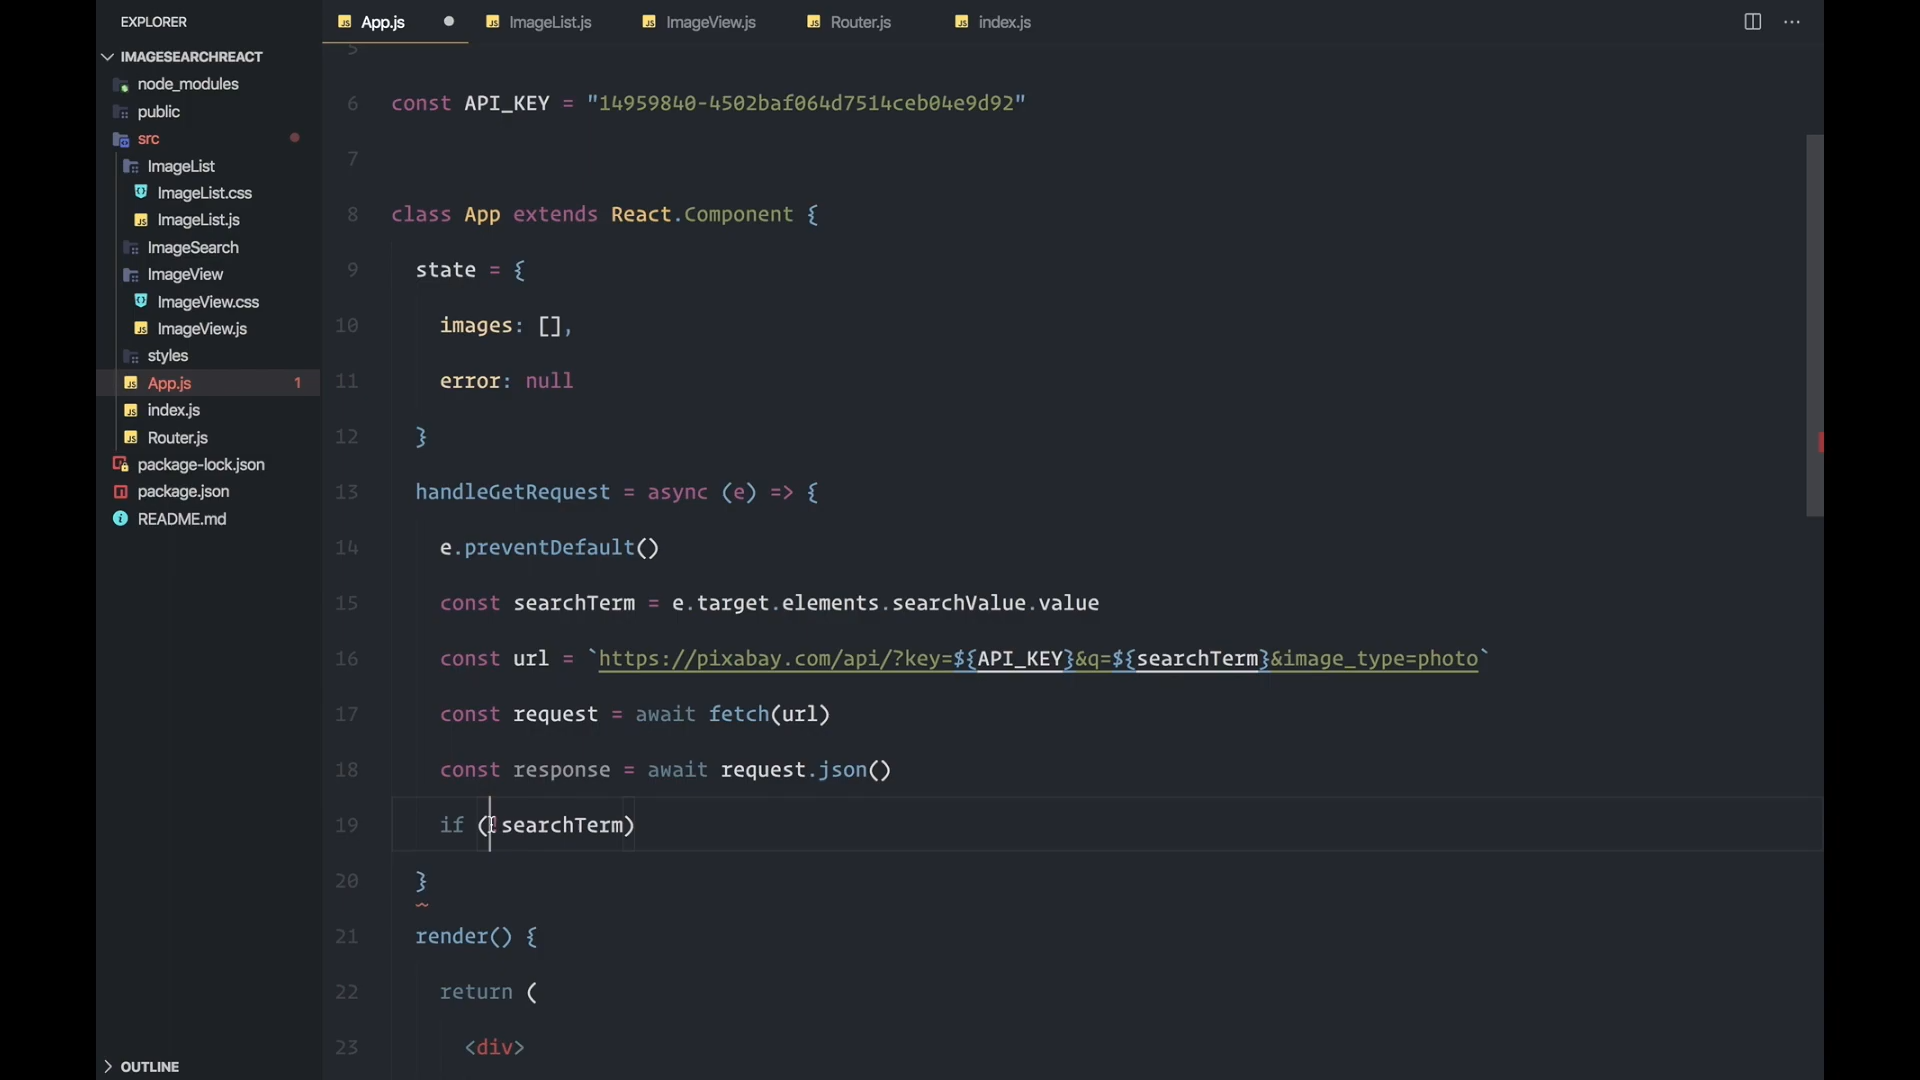 EXPLORER
IMAGESEARCHREACT
node_modules
public
src
ImageList
ImageList.css
ImageList.js
ImageSearch
ImageView
ImageView.css
ImageView.js
styles
App.js 1
index.js
Router.js
package-lock.json
package.json
README.md
OUTLINE
App.js ImageList.js ImageView.js Router.js index.js
5
6 const API_KEY = "14959840-4502baf064d7514ceb04e9d92"
7
8 class App extends React.Component {
9 state = {
10 images: [],
11 error: null
12 }
13 handleGetRequest = async (e) => {
14 e.preventDefault()
15 const searchTerm = e.target.elements.searchValue.value
16 const url = `https://pixabay.com/api/?key=${API_KEY}&q=${searchTerm}&image_type=photo`
17 const request = await fetch(url)
18 const response = await request.json()
19 if (!searchTerm)
20 }
21 render() {
22 return (
23 <div>